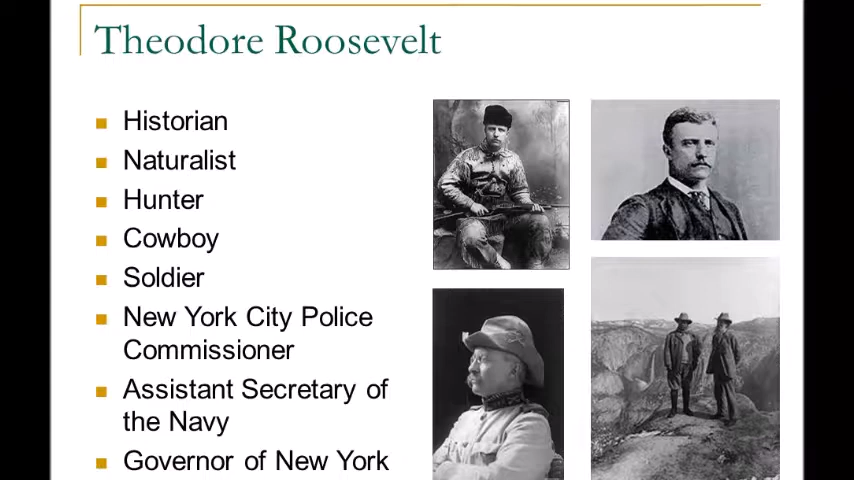 Theodore Roosevelt
Historian
Naturalist
Hunter
Cowboy
Soldier
New York City Police
Commissioner
Assistant Secretary of
the Navy
Governor of New York